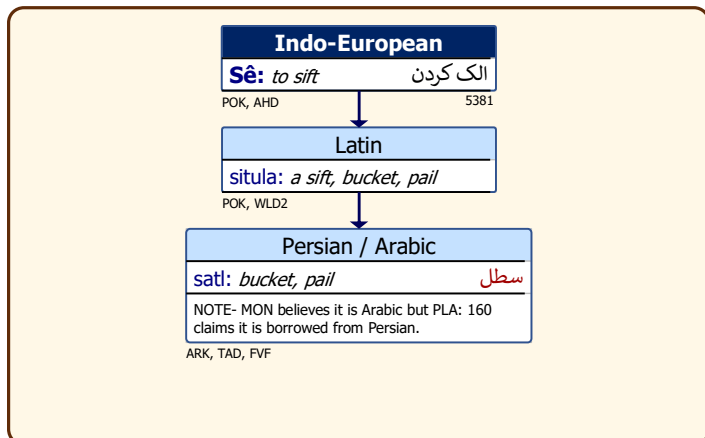 Indo-European
Sê: to sift الک کردن
POK, AHD 5381
Latin
situla: a sift, bucket, pail
POK, WLD2
Persian / Arabic
satl: bucket, pail سطل
NOTE- MON believes it is Arabic but PLA: 160
claims it is borrowed from Persian.
ARK, TAD, FVF